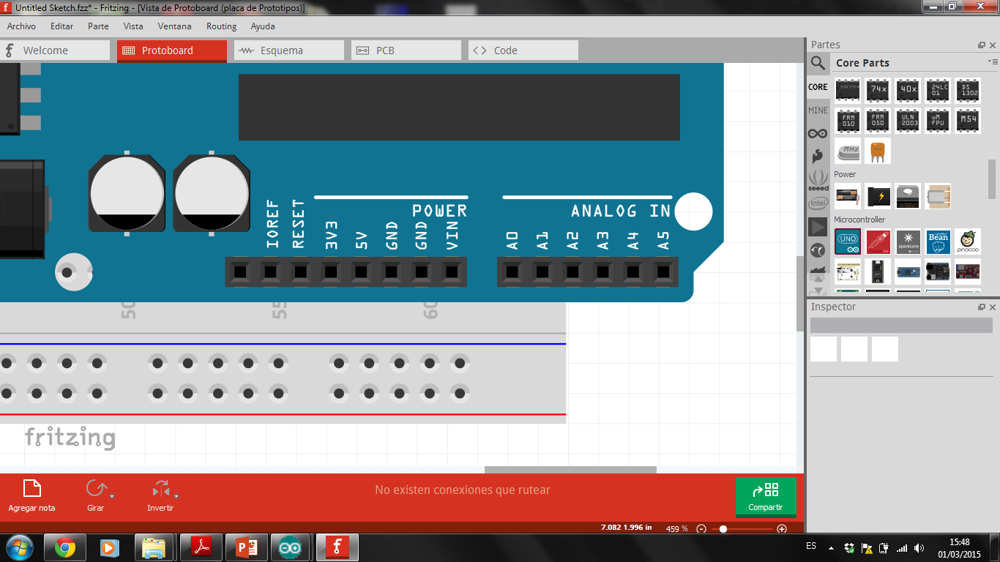 Untitled Sketch.fzz* - Fritzing - [Vista de Protoboard (placa de Prototipos)]
Archivo Editar Parte Vista Ventana Routing Ayuda
Welcome Protoboard Esquema PCB Code
Partes
Core Parts
CORE
MINE
SN754 74x 40x 24LC 01 DS 1302
FRM 010 FRM 050 ULN 2003 uM FPU M54
MHz
Power
seeed
intel
Microcontroller
UNO sparkcore Bean pinoccio
POWER ANALOG IN
IOREF RESET 3V3 5V GND GND VIN A0 A1 A2 A3 A4 A5
50 55 60
Inspector
fritzing
No existen conexiones que rutear
Agregar nota Girar Invertir Compartir
7.082 1.996 in 459 %
ES 15:48
01/03/2015